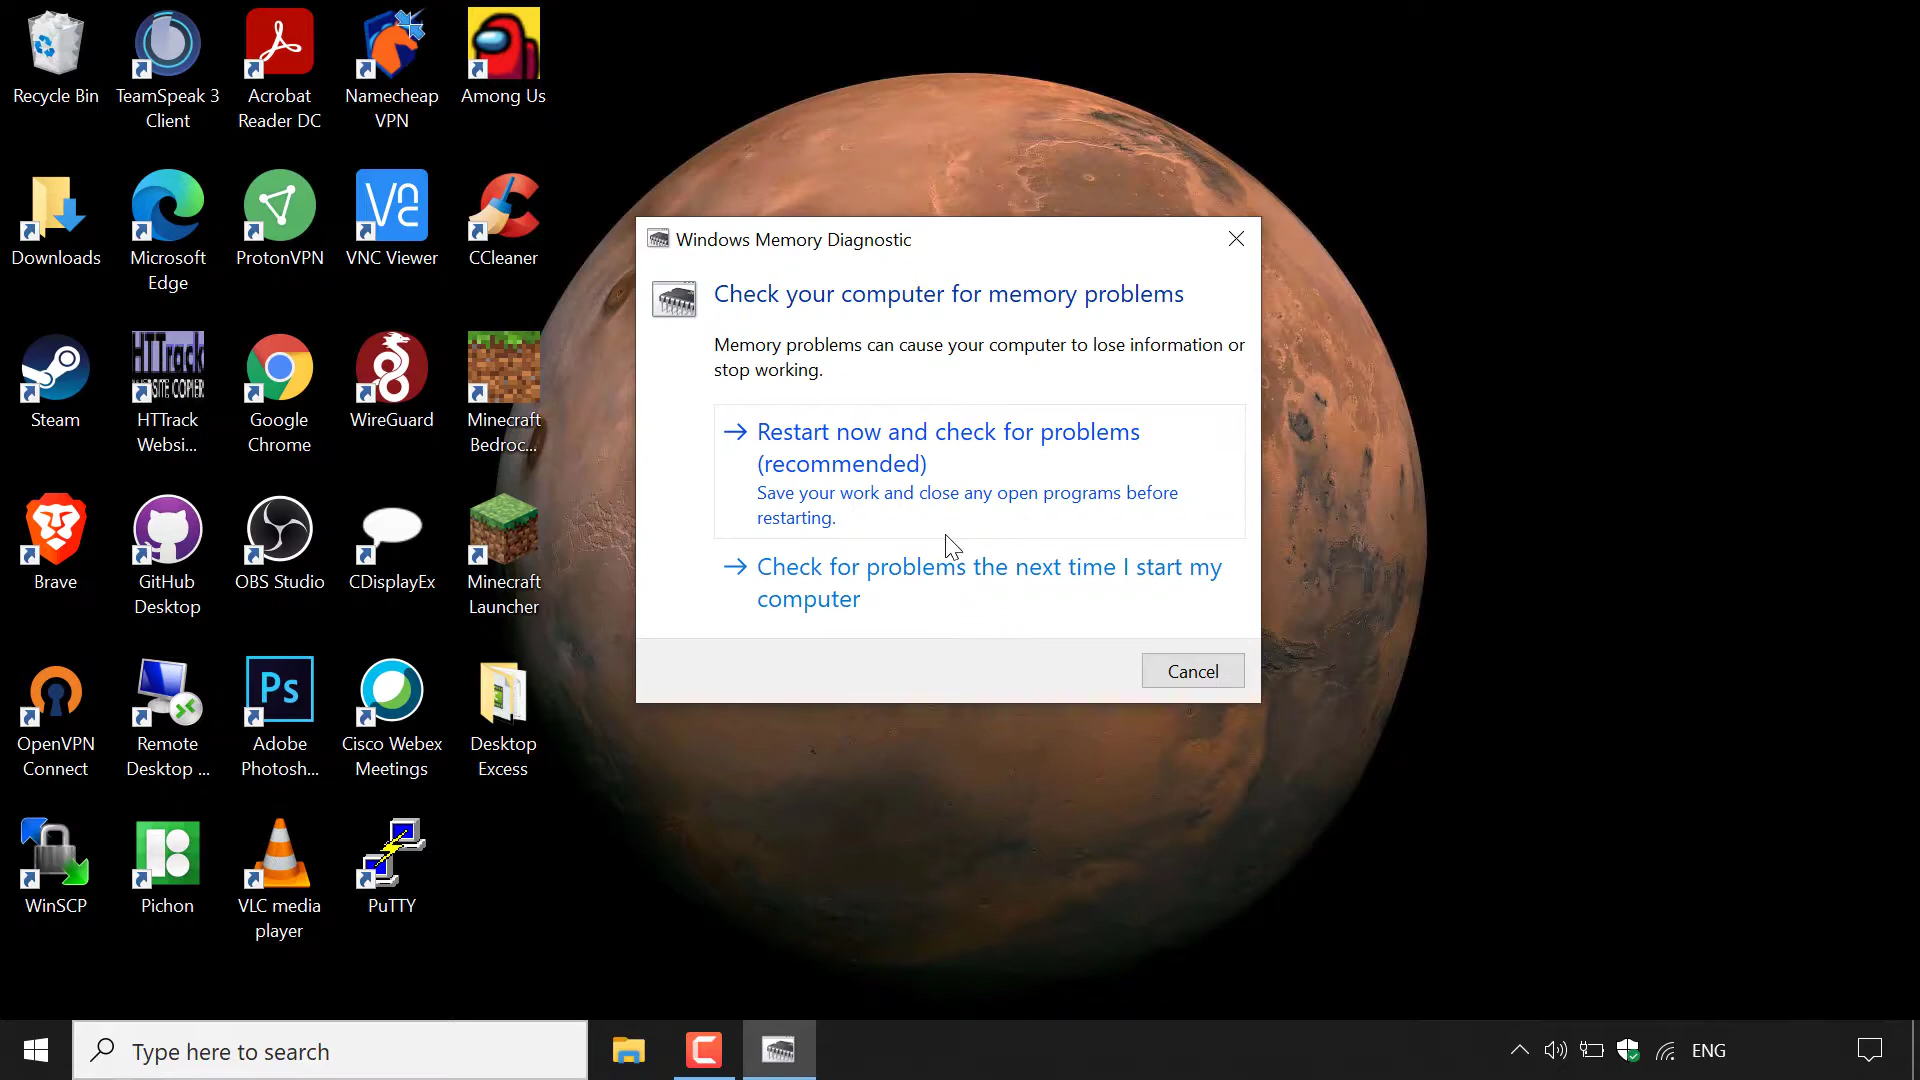 Recycle Bin
TeamSpeak 3
Client
Acrobat
Reader DC
Namecheap
VPN
Among Us
Downloads
Microsoft
Edge
ProtonVPN
VNC Viewer
CCleaner
Steam
HTTrack
Websi...
Google
Chrome
WireGuard
Minecraft
Bedroc...
Brave
GitHub
Desktop
OBS Studio
CDisplayEx
Minecraft
Launcher
OpenVPN
Connect
Remote
Desktop ...
Ps
Adobe
Photosh...
Cisco Webex
Meetings
Desktop
Excess
WinSCP
Pichon
VLC media
player
PuTTY
Windows Memory Diagnostic
Check your computer for memory problems
Memory problems can cause your computer to lose information or
stop working.
Restart now and check for problems
(recommended)
Save your work and close any open programs before
restarting.
Check for problems the next time I start my
computer
Cancel
Type here to search
ENG